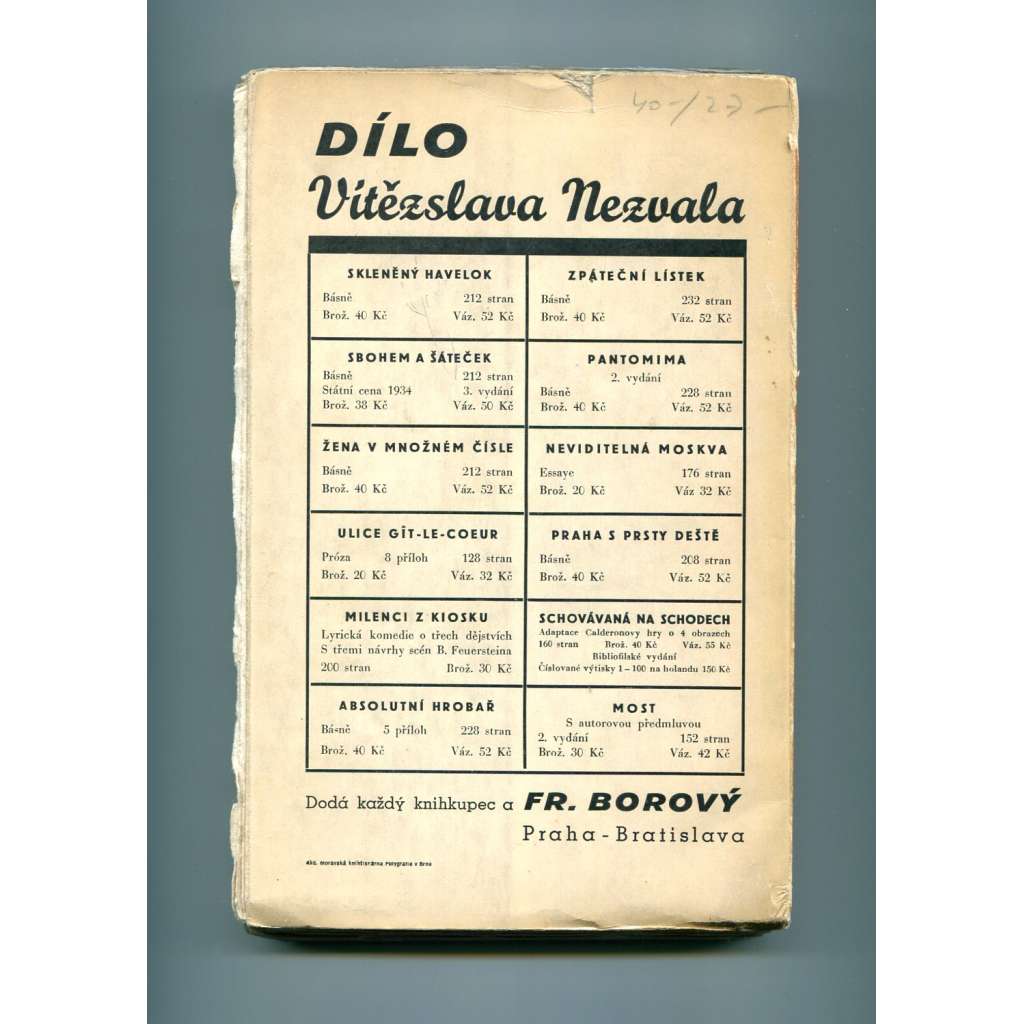 40-/27-
DÍLO
Vítězslava Nezvala
SKLENĚNÝ HAVELOK
Básně 212 stran
Brož. 40 Kč Váz. 52 Kč
ZPÁTEČNÍ LÍSTEK
Básně 232 stran
Brož. 40 Kč Váz. 52 Kč
SBOHEM A ŠÁTEČEK
Básně 212 stran
Státní cena 1934 3. vydání
Brož. 38 Kč Váz. 50 Kč
PANTOMIMA
2. vydání
Básně 228 stran
Brož. 40 Kč Váz. 52 Kč
ŽENA V MNOŽNÉM ČÍSLE
Básně 212 stran
Brož. 40 Kč Váz. 52 Kč
NEVIDITELNÁ MOSKVA
Essaye 176 stran
Brož. 20 Kč Váz 32 Kč
ULICE GÎT-LE-COEUR
Próza 8 příloh 128 stran
Brož. 20 Kč Váz. 32 Kč
PRAHA S PRSTY DEŠTĚ
Básně 208 stran
Brož. 40 Kč Váz. 52 Kč
MILENCI Z KIOSKU
Lyrická komedie o třech dějstvích
S třemi návrhy scén B. Feuersteina
200 stran Brož. 30 Kč
SCHOVÁVANÁ NA SCHODECH
Adaptace Calderonovy hry o 4 obrazech
160 stran Brož. 40 Kč Váz. 55 Kč
Bibliofilské vydání
Číslované výtisky 1-100 na holandu 150 Kč
ABSOLUTNÍ HROBAŘ
Básně 5 příloh 228 stran
Brož. 40 Kč Váz. 52 Kč
MOST
S autorovou předmluvou
2. vydání 152 stran
Brož. 30 Kč Váz. 42 Kč
Dodá každý knihkupec a FR. BOROVÝ
Praha - Bratislava
Akc. moravská knihtiskárna Polygrafie v Brně